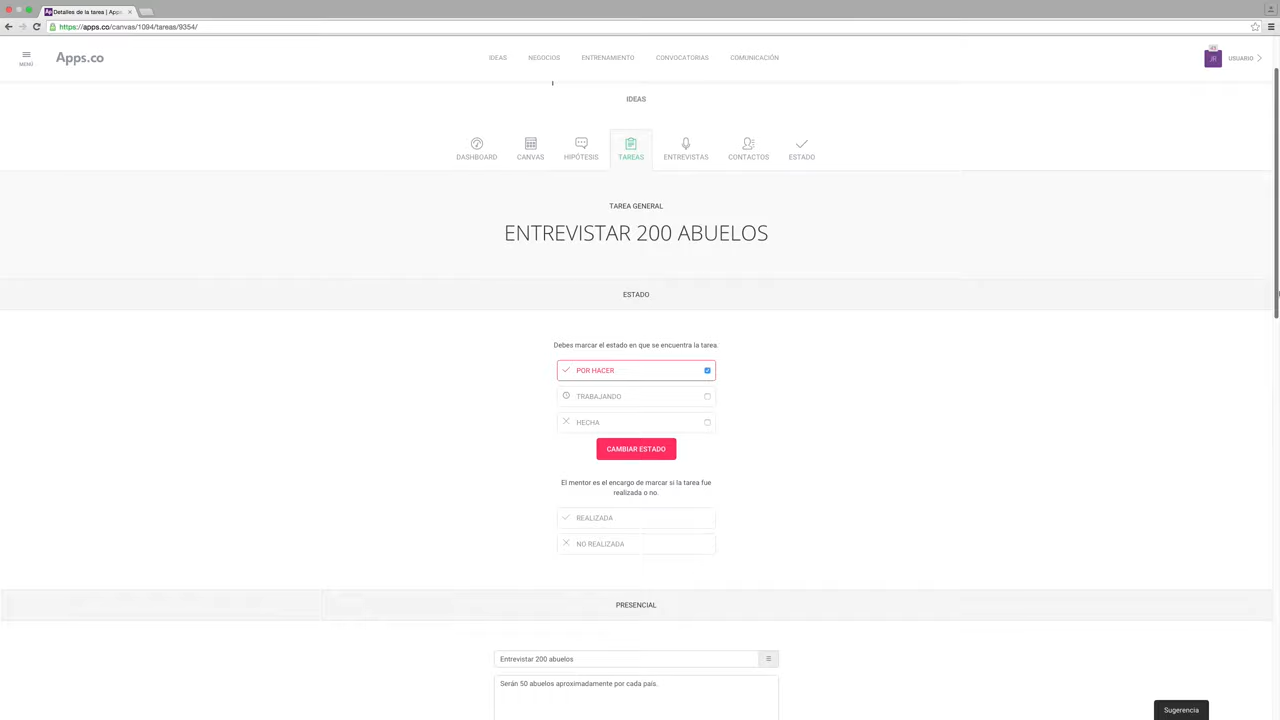 Detalles de la tarea | Apps.
https://apps.co/canvas/1094/tareas/9354/
MENÚ
Apps.co
IDEAS
NEGOCIOS
ENTRENAMIENTO
CONVOCATORIAS
COMUNICACIÓN
JR
USUARIO
IDEAS
DASHBOARD
CANVAS
HIPÓTESIS
TAREAS
ENTREVISTAS
CONTACTOS
ESTADO
TAREA GENERAL
ENTREVISTAR 200 ABUELOS
ESTADO
Debes marcar el estado en que se encuentra la tarea.
POR HACER
TRABAJANDO
HECHA
CAMBIAR ESTADO
El mentor es el encargo de marcar si la tarea fue
realizada o no.
REALIZADA
NO REALIZADA
PRESENCIAL
Entrevistar 200 abuelos
Serán 50 abuelos aproximadamente por cada país.
Sugerencia